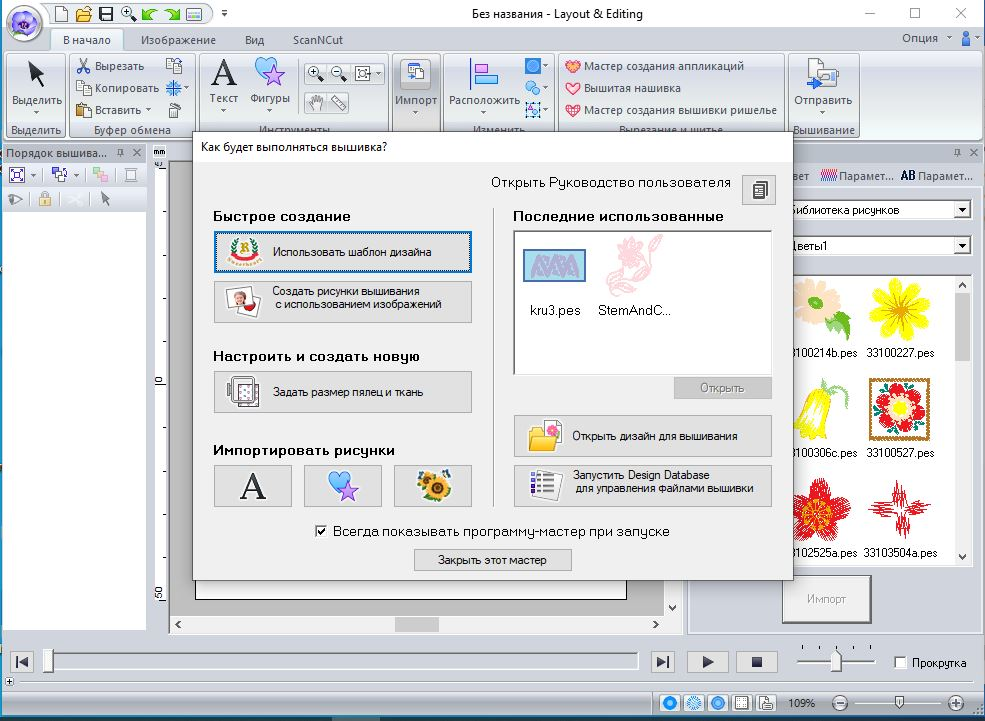 Без названия - Layout & Editing
В начало
Изображение
Вид
ScanNCut
Опция
Выделить
Вырезать
Копировать
Вставить
Текст
Фигуры
Импорт
Расположить
Мастер создания аппликаций
Вышитая нашивка
Мастер создания вышивки ришелье
Отправить
Выделить
Буфер обмена
Инструменты
Изменить
Вырезание и шитье
Вышивание
Порядок вышива...
mm
Как будет выполняться вышивка?
Открыть Руководство пользователя
Быстрое создание
Использовать шаблон дизайна
Создать рисунки вышивания
с использованием изображений
Настроить и создать новую
Задать размер пялец и ткань
Импортировать рисунки
A
Последние использованные
kru3.pes
StemAndC...
Открыть
Открыть дизайн для вышивания
Запустить Design Database
для управления файлами вышивки
Всегда показывать программу-мастер при запуске
Закрыть этот мастер
вет
Парамет...
AB Парамет...
иблиотека рисунков
Цветы1
3100214b.pes
33100227.pes
3100306c.pes
33100527.pes
3102525a.pes
33103504a.pes
Импорт
0
50
Прокрутка
109%